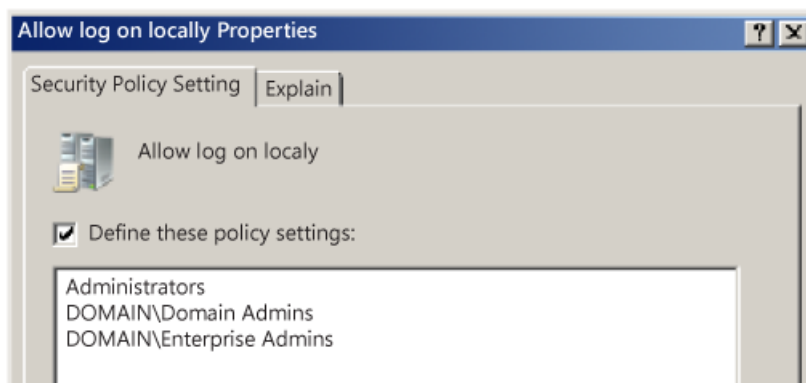 Allow log on locally Properties
Security Policy Setting
Explain
Allow log on localy
Define these policy settings:
Administrators
DOMAIN\Domain Admins
DOMAIN\Enterprise Admins